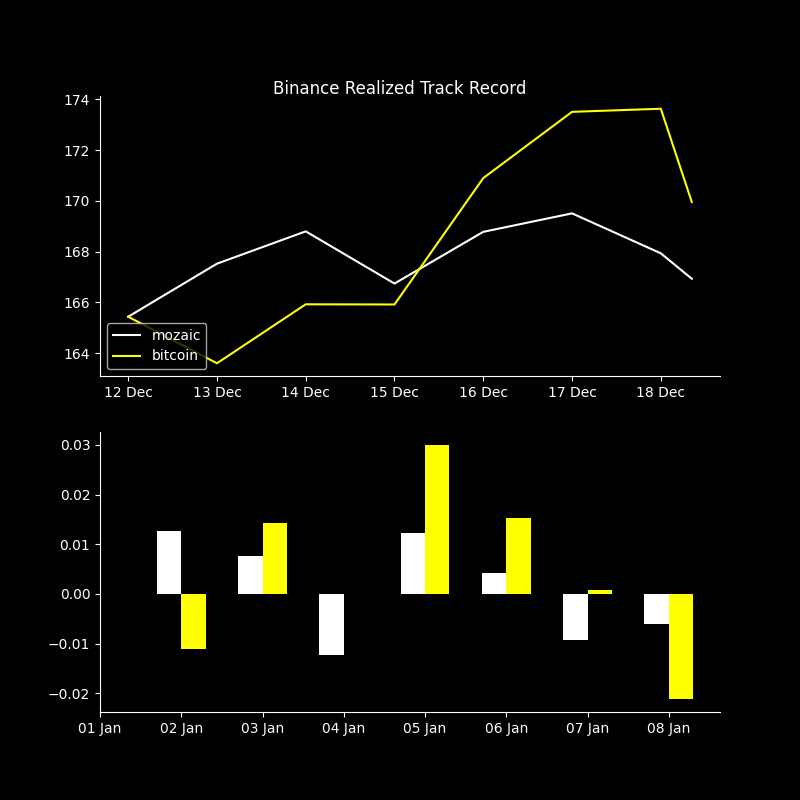 Binance Realized Track Record
174
172
170
168
166
164
mozaic
bitcoin
12 Dec 13 Dec 14 Dec 15 Dec 16 Dec 17 Dec 18 Dec
0.03
0.02
0.01
0.00
−0.01
−0.02
01 Jan 02 Jan 03 Jan 04 Jan 05 Jan 06 Jan 07 Jan 08 Jan